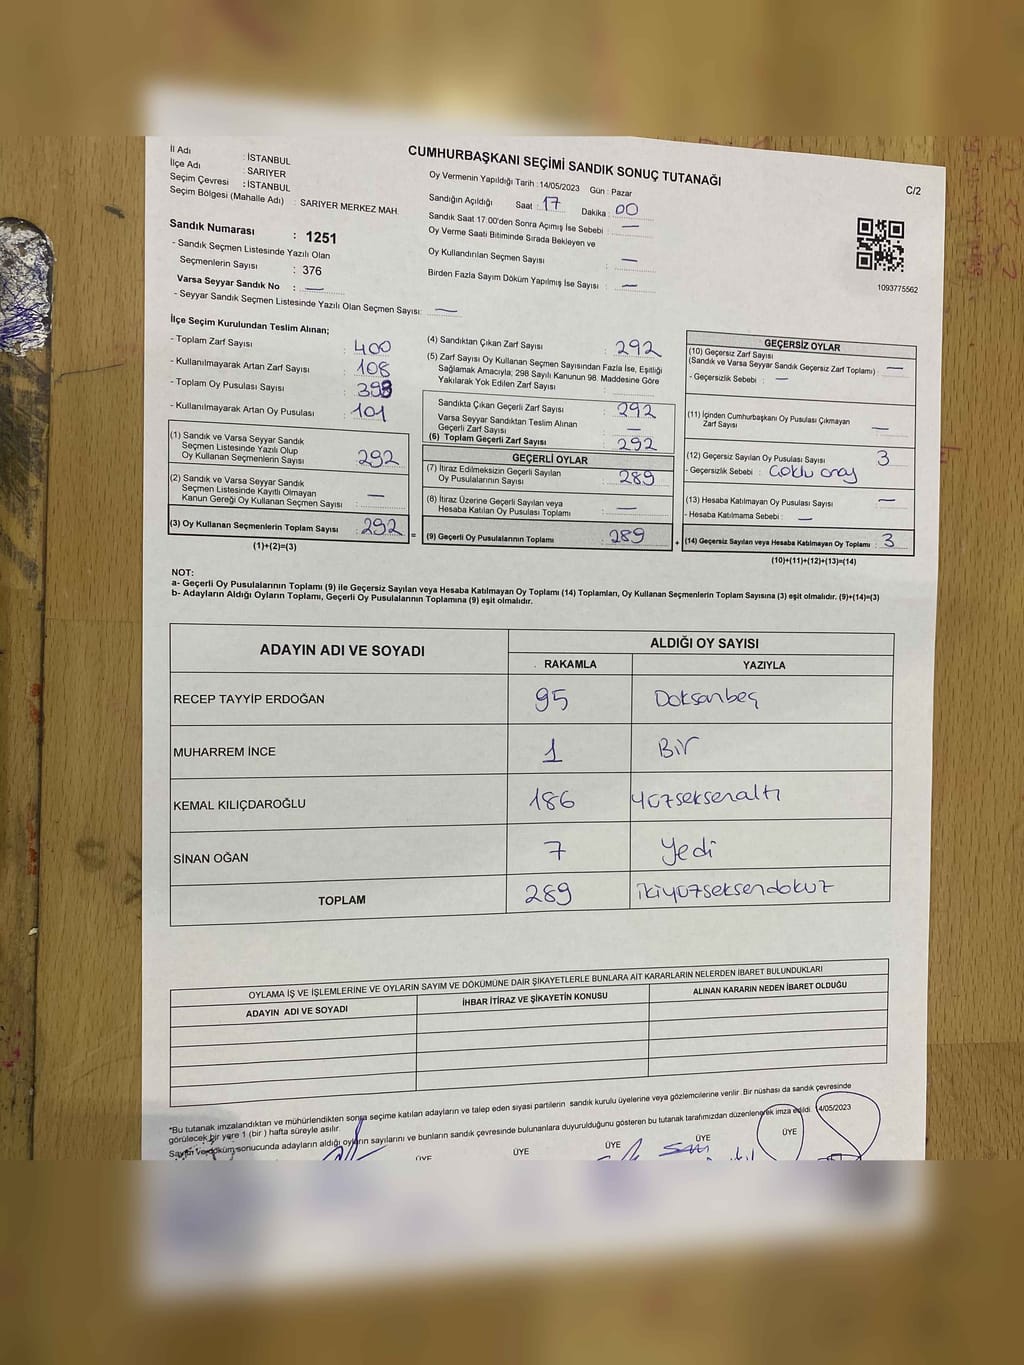 CUMHURBAŞKANI SEÇİMİ SANDIK SONUÇ TUTANAĞI
C/2
İl Adı : İSTANBUL
İlçe Adı : SARIYER
Seçim Çevresi : İSTANBUL
Seçim Bölgesi (Mahalle Adı) : SARIYER MERKEZ MAH.
Sandık Numarası : 1251
- Sandık Seçmen Listesinde Yazılı Olan
Seçmenlerin Sayısı : 376
Varsa Seyyar Sandık No : —
- Seyyar Sandık Seçmen Listesinde Yazılı Olan Seçmen Sayısı: —
Oy Vermenin Yapıldığı Tarih : 14/05/2023 Gün : Pazar
Sandığın Açıldığı Saat : 17 Dakika : 00
Sandık Saat 17:00'den Sonra Açımış İse Sebebi : —
Oy Verme Saati Bitiminde Sırada Bekleyen ve
Oy Kullandırılan Seçmen Sayısı : —
Birden Fazla Sayım Döküm Yapılmış İse Sayısı : —
1093775562
İlçe Seçim Kurulundan Teslim Alınan;
- Toplam Zarf Sayısı : 400
- Kullanılmayarak Artan Zarf Sayısı : 108
- Toplam Oy Pusulası Sayısı :
- Kullanılmayarak Artan Oy Pusulası : 101
(1) Sandık ve Varsa Seyyar Sandık
Seçmen Listesinde Yazılı Olup
Oy Kullanan Seçmenlerin Sayısı : 292
(2) Sandık ve Varsa Seyyar Sandık
Seçmen Listesinde Kayıtlı Olmayan
Kanun Gereği Oy Kullanan Seçmen Sayısı : —
(3) Oy Kullanan Seçmenlerin Toplam Sayısı : 292 =
(1)+(2)=(3)
(4) Sandıktan Çıkan Zarf Sayısı : 292
(5) Zarf Sayısı Oy Kullanan Seçmen Sayısından Fazla İse, Eşitliği
Sağlamak Amacıyla; 298 Sayılı Kanunun 98. Maddesine Göre
Yakılarak Yok Edilen Zarf Sayısı :
Sandıkta Çıkan Geçerli Zarf Sayısı : 292
Varsa Seyyar Sandıktan Teslim Alınan
Geçerli Zarf Sayısı : —
(6) Toplam Geçerli Zarf Sayısı : 292
GEÇERLİ OYLAR
(7) İtiraz Edilmeksizin Geçerli Sayılan
Oy Pusulalarının Sayısı : 289
(8) İtiraz Üzerine Geçerli Sayılan veya
Hesaba Katılan Oy Pusulası Toplamı : —
(9) Geçerli Oy Pusulalarının Toplamı : 289 +
GEÇERSİZ OYLAR
(10) Geçersiz Zarf Sayısı
(Sandık ve Varsa Seyyar Sandık Geçersiz Zarf Toplamı) : —
- Geçersizlik Sebebi : —
(11) İçinden Cumhurbaşkanı Oy Pusulası Çıkmayan
Zarf Sayısı : —
(12) Geçersiz Sayılan Oy Pusulası Sayısı : 3
- Geçersizlik Sebebi : Çoklu onay
(13) Hesaba Katılmayan Oy Pusulası Sayısı : —
- Hesaba Katılmama Sebebi : —
(14) Geçersiz Sayılan veya Hesaba Katılmayan Oy Toplamı : 3
(10)+(11)+(12)+(13)=(14)
NOT:
a- Geçerli Oy Pusulalarının Toplamı (9) ile Geçersiz Sayılan veya Hesaba Katılmayan Oy Toplamı (14) Toplamları, Oy Kullanan Seçmenlerin Toplam Sayısına (3) eşit olmalıdır. (9)+(14)=(3)
b- Adayların Aldığı Oyların Toplamı, Geçerli Oy Pusulalarının Toplamına (9) eşit olmalıdır.
ADAYIN ADI VE SOYADI ALDIĞI OY SAYISI
RAKAMLA YAZIYLA
RECEP TAYYİP ERDOĞAN 95 Doksanbeş
MUHARREM İNCE 1 Bir
KEMAL KILIÇDAROĞLU 186 yüzseksenaltı
SİNAN OĞAN 7 Yedi
TOPLAM 289 ikiyüzseksendokuz
OYLAMA İŞ VE İŞLEMLERİNE VE OYLARIN SAYIM VE DÖKÜMÜNE DAİR ŞİKAYETLERLE BUNLARA AİT KARARLARIN NELERDEN İBARET BULUNDUKLARI
ADAYIN ADI VE SOYADI İHBAR İTİRAZ VE ŞİKAYETİN KONUSU ALINAN KARARIN NEDEN İBARET OLDUĞU
*Bu tutanak imzalandıktan ve mühürlendikten sonra seçime katılan adayların ve talep eden siyasi partilerin sandık kurulu üyelerine veya gözlemcilerine verilir. Bir nüshası da sandık çevresinde
görülecek bir yere 1 (bir) hafta süreyle asılır.
Sayım ve döküm sonucunda adayların aldığı oyların sayılarını ve bunların sandık çevresinde bulunanlara duyurulduğunu gösteren bu tutanak tarafımızdan düzenlenerek imza edildi. 14/05/2023
ÜYE ÜYE ÜYE ÜYE ÜYE